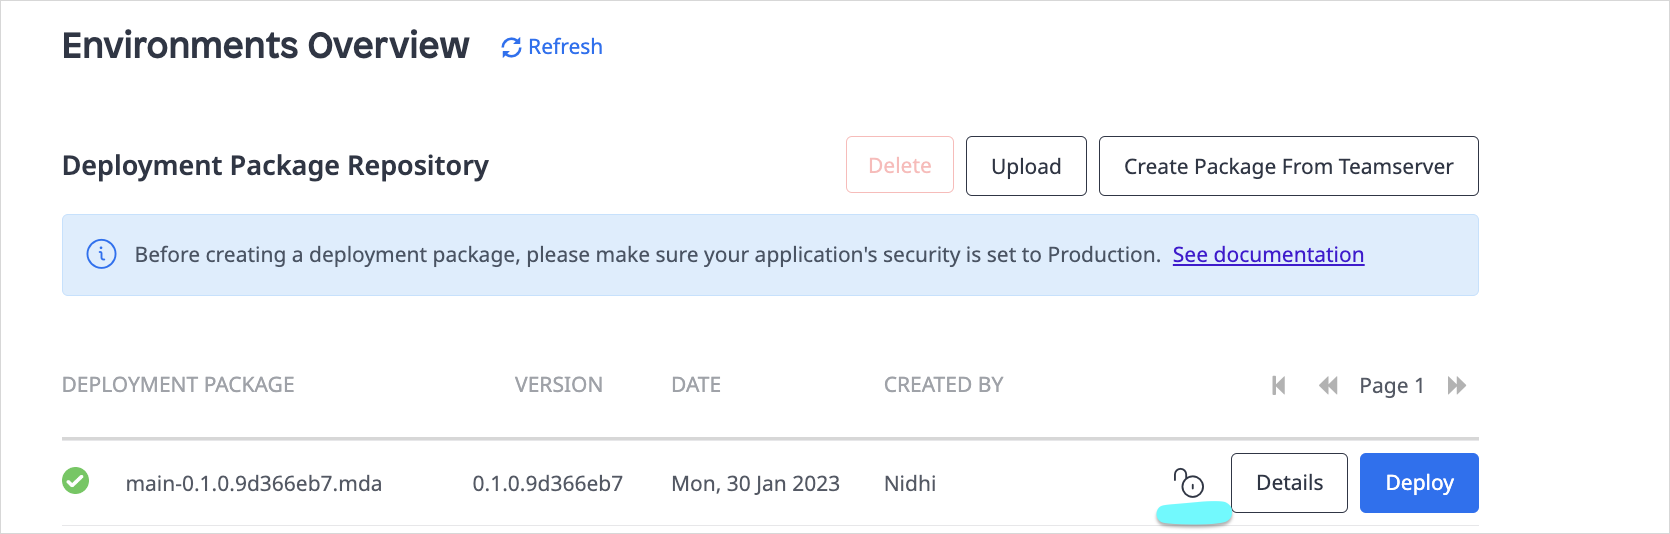 Environments Overview Refresh
Deployment Package Repository Delete Upload Create Package From Teamserver
Before creating a deployment package, please make sure your application's security is set to Production. See documentation
DEPLOYMENT PACKAGE VERSION DATE CREATED BY Page 1
main-0.1.0.9d366eb7.mda 0.1.0.9d366eb7 Mon, 30 Jan 2023 Nidhi Details Deploy